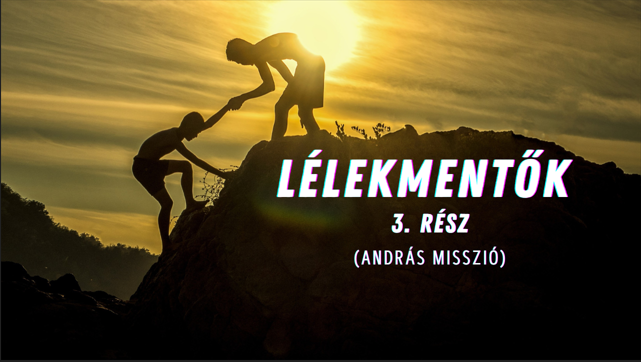 LÉLEKMENTŐK
3. RÉSZ
(ANDRÁS MISSZIÓ)